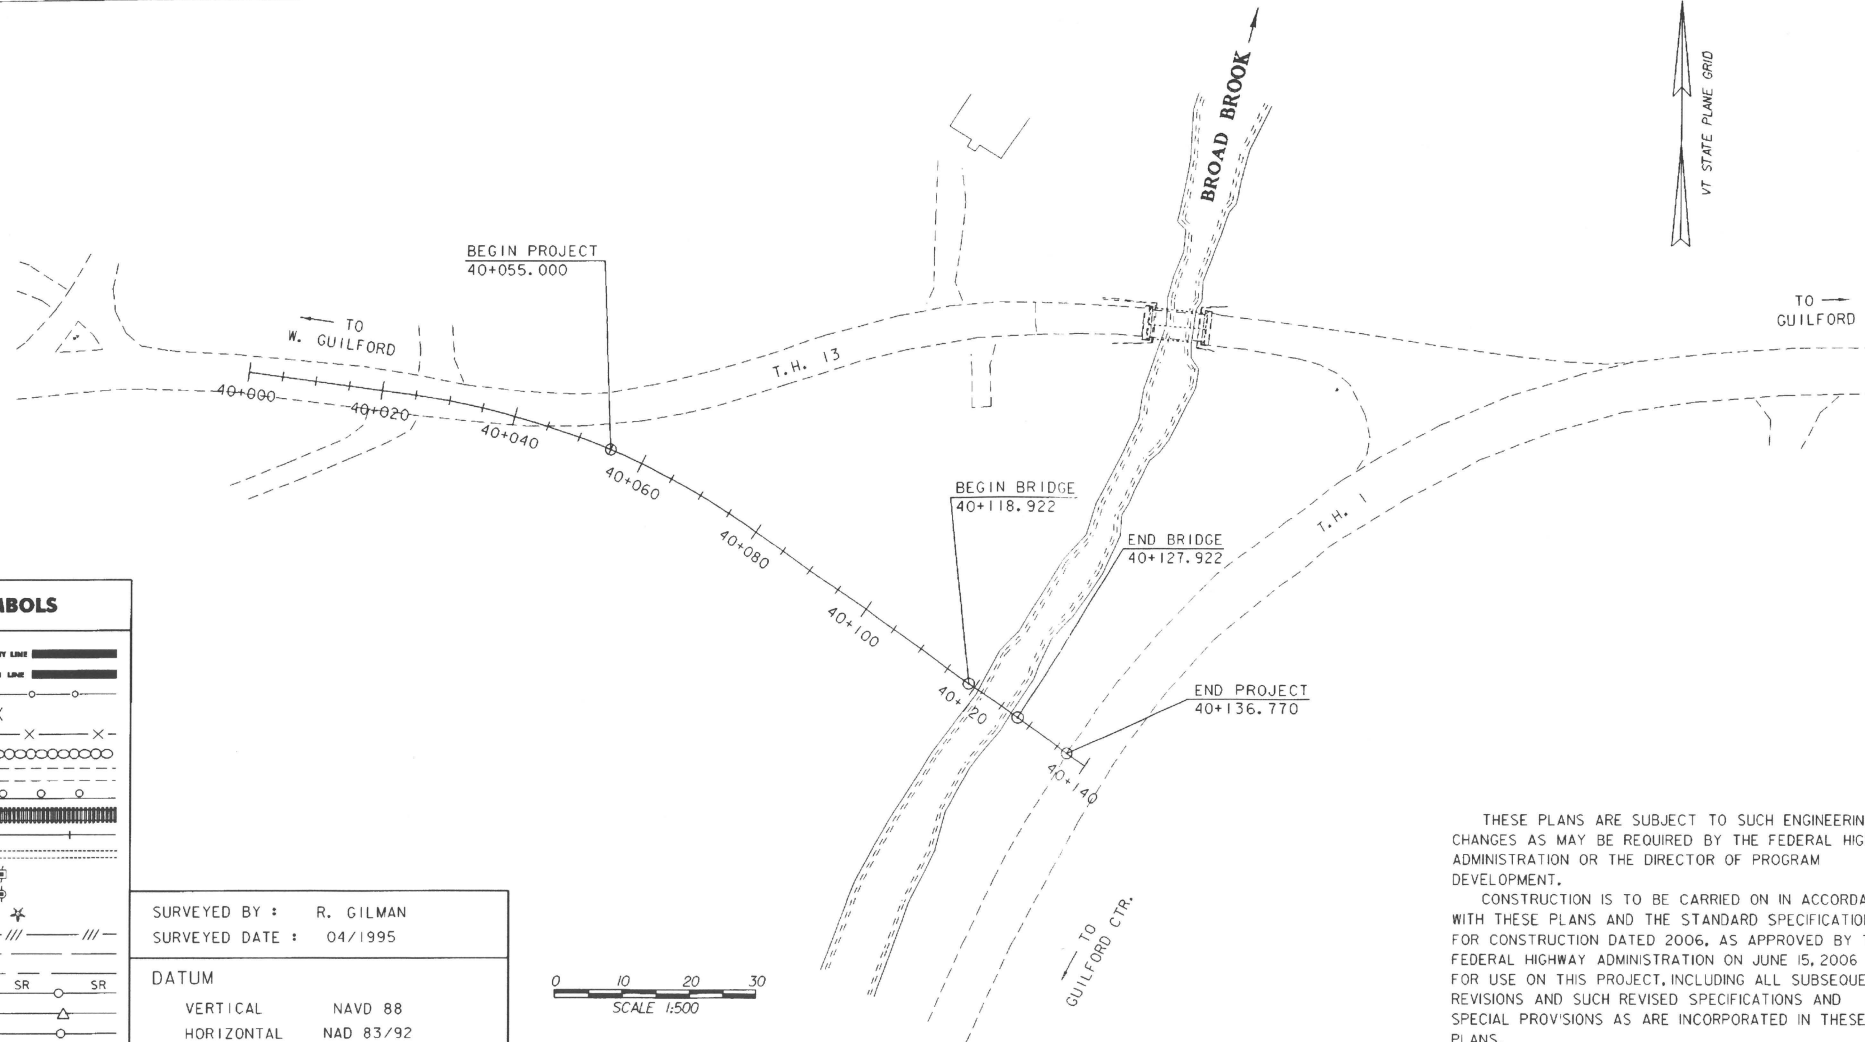 BROAD BROOK
VT STATE PLANE GRID
BEGIN PROJECT
40+055.000
TO
W. GUILFORD
TO
GUILFORD
T.H. 13
40+000
40+020
40+040
40+060
40+080
40+100
BEGIN BRIDGE
40+118.922
T.H. 1
END BRIDGE
40+127.922
END PROJECT
40+136.770
40+120
40+140
TO
GUILFORD CTR.
MBOLS
Y LINE
LINE
SR SR
SURVEYED BY : R. GILMAN
SURVEYED DATE : 04/1995
DATUM
VERTICAL NAVD 88
HORIZONTAL NAD 83/92
0 10 20 30
SCALE 1:500
THESE PLANS ARE SUBJECT TO SUCH ENGINEERIN
CHANGES AS MAY BE REQUIRED BY THE FEDERAL HIG
ADMINISTRATION OR THE DIRECTOR OF PROGRAM
DEVELOPMENT.
CONSTRUCTION IS TO BE CARRIED ON IN ACCORDA
WITH THESE PLANS AND THE STANDARD SPECIFICATION
FOR CONSTRUCTION DATED 2006, AS APPROVED BY T
FEDERAL HIGHWAY ADMINISTRATION ON JUNE 15, 2006
FOR USE ON THIS PROJECT, INCLUDING ALL SUBSEQUE
REVISIONS AND SUCH REVISED SPECIFICATIONS AND
SPECIAL PROVISIONS AS ARE INCORPORATED IN THESE
PLANS